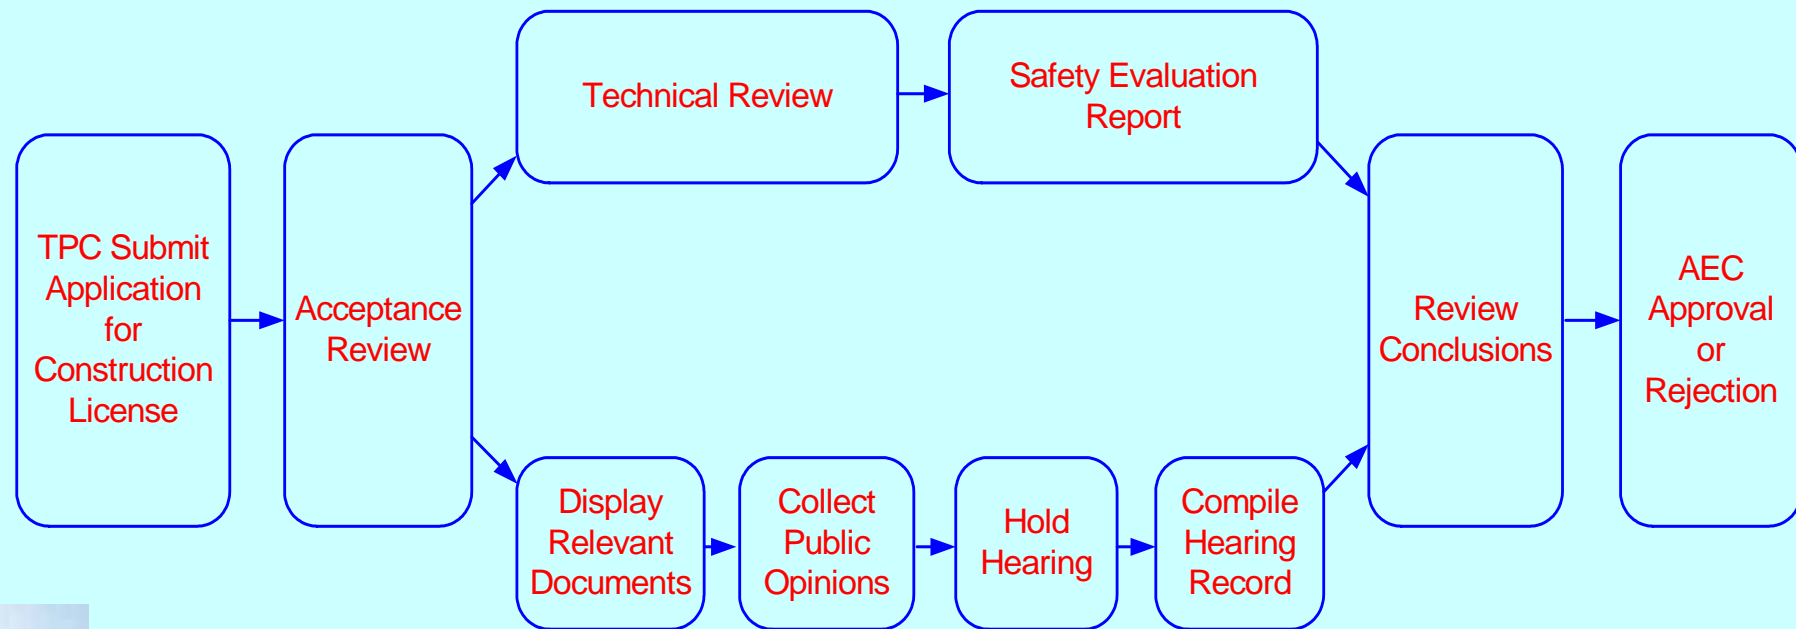 TPC Submit
Application
for
Construction
License
Acceptance
Review
Technical Review
Safety Evaluation
Report
Display
Relevant
Documents
Collect
Public
Opinions
Hold
Hearing
Compile
Hearing
Record
Review
Conclusions
AEC
Approval
or
Rejection